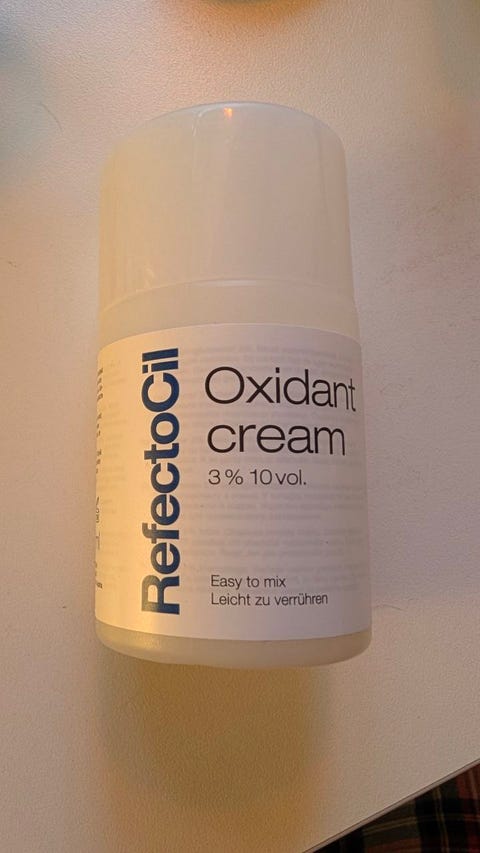 RefectoCil
Oxidant
cream
3% 10 vol.
Easy to mix
Leicht zu verrühren